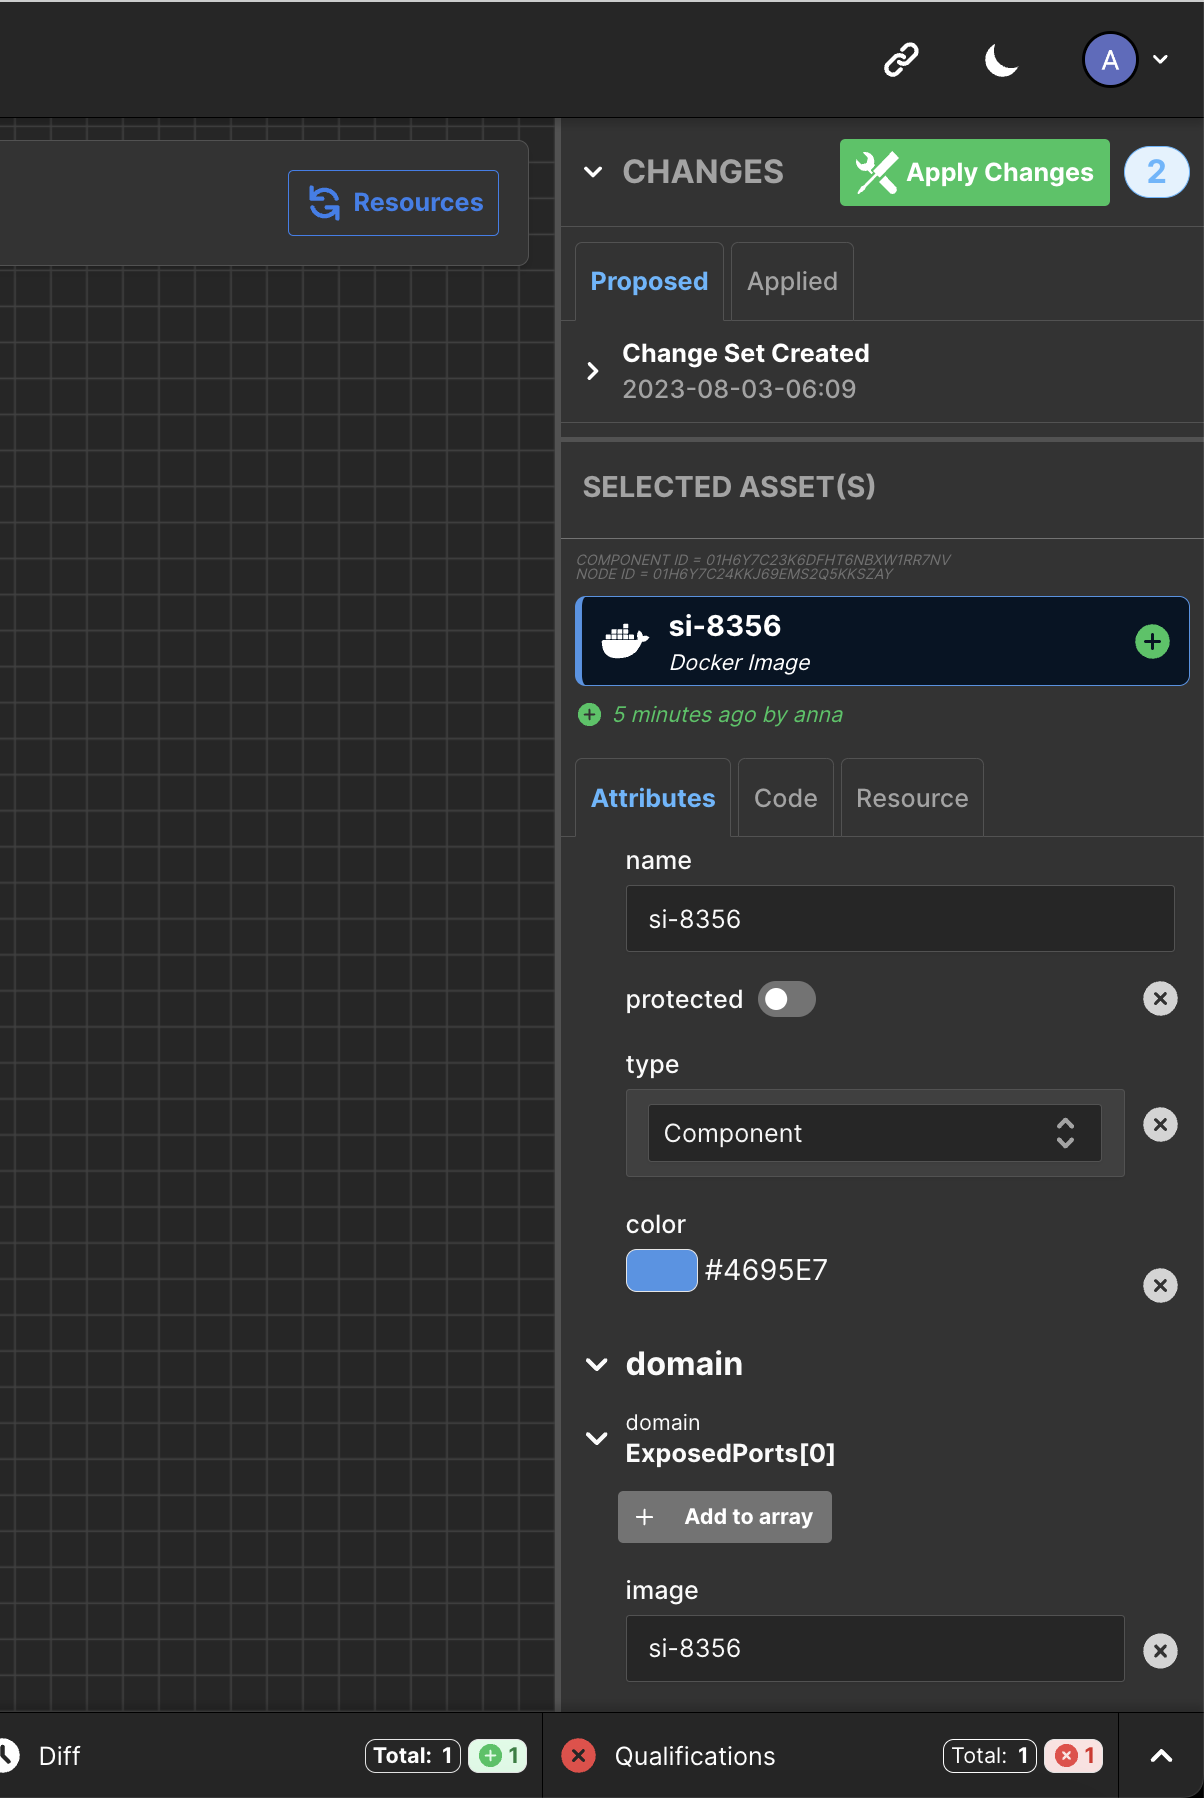 A
Resources
CHANGES
Apply Changes
2
Proposed
Applied
Change Set Created
2023-08-03-06:09
SELECTED ASSET(S)
COMPONENT ID = 01H6Y7C23K6DFHT6NBXW1RR7NV
NODE ID = 01H6Y7C24KKJ69EMS2Q5KKSZAY
si-8356
Docker Image
5 minutes ago by anna
Attributes
Code
Resource
name
si-8356
protected
type
Component
color
#4695E7
domain
domain
ExposedPorts[0]
+ Add to array
image
si-8356
Diff
Total: 1
1
Qualifications
Total: 1
1